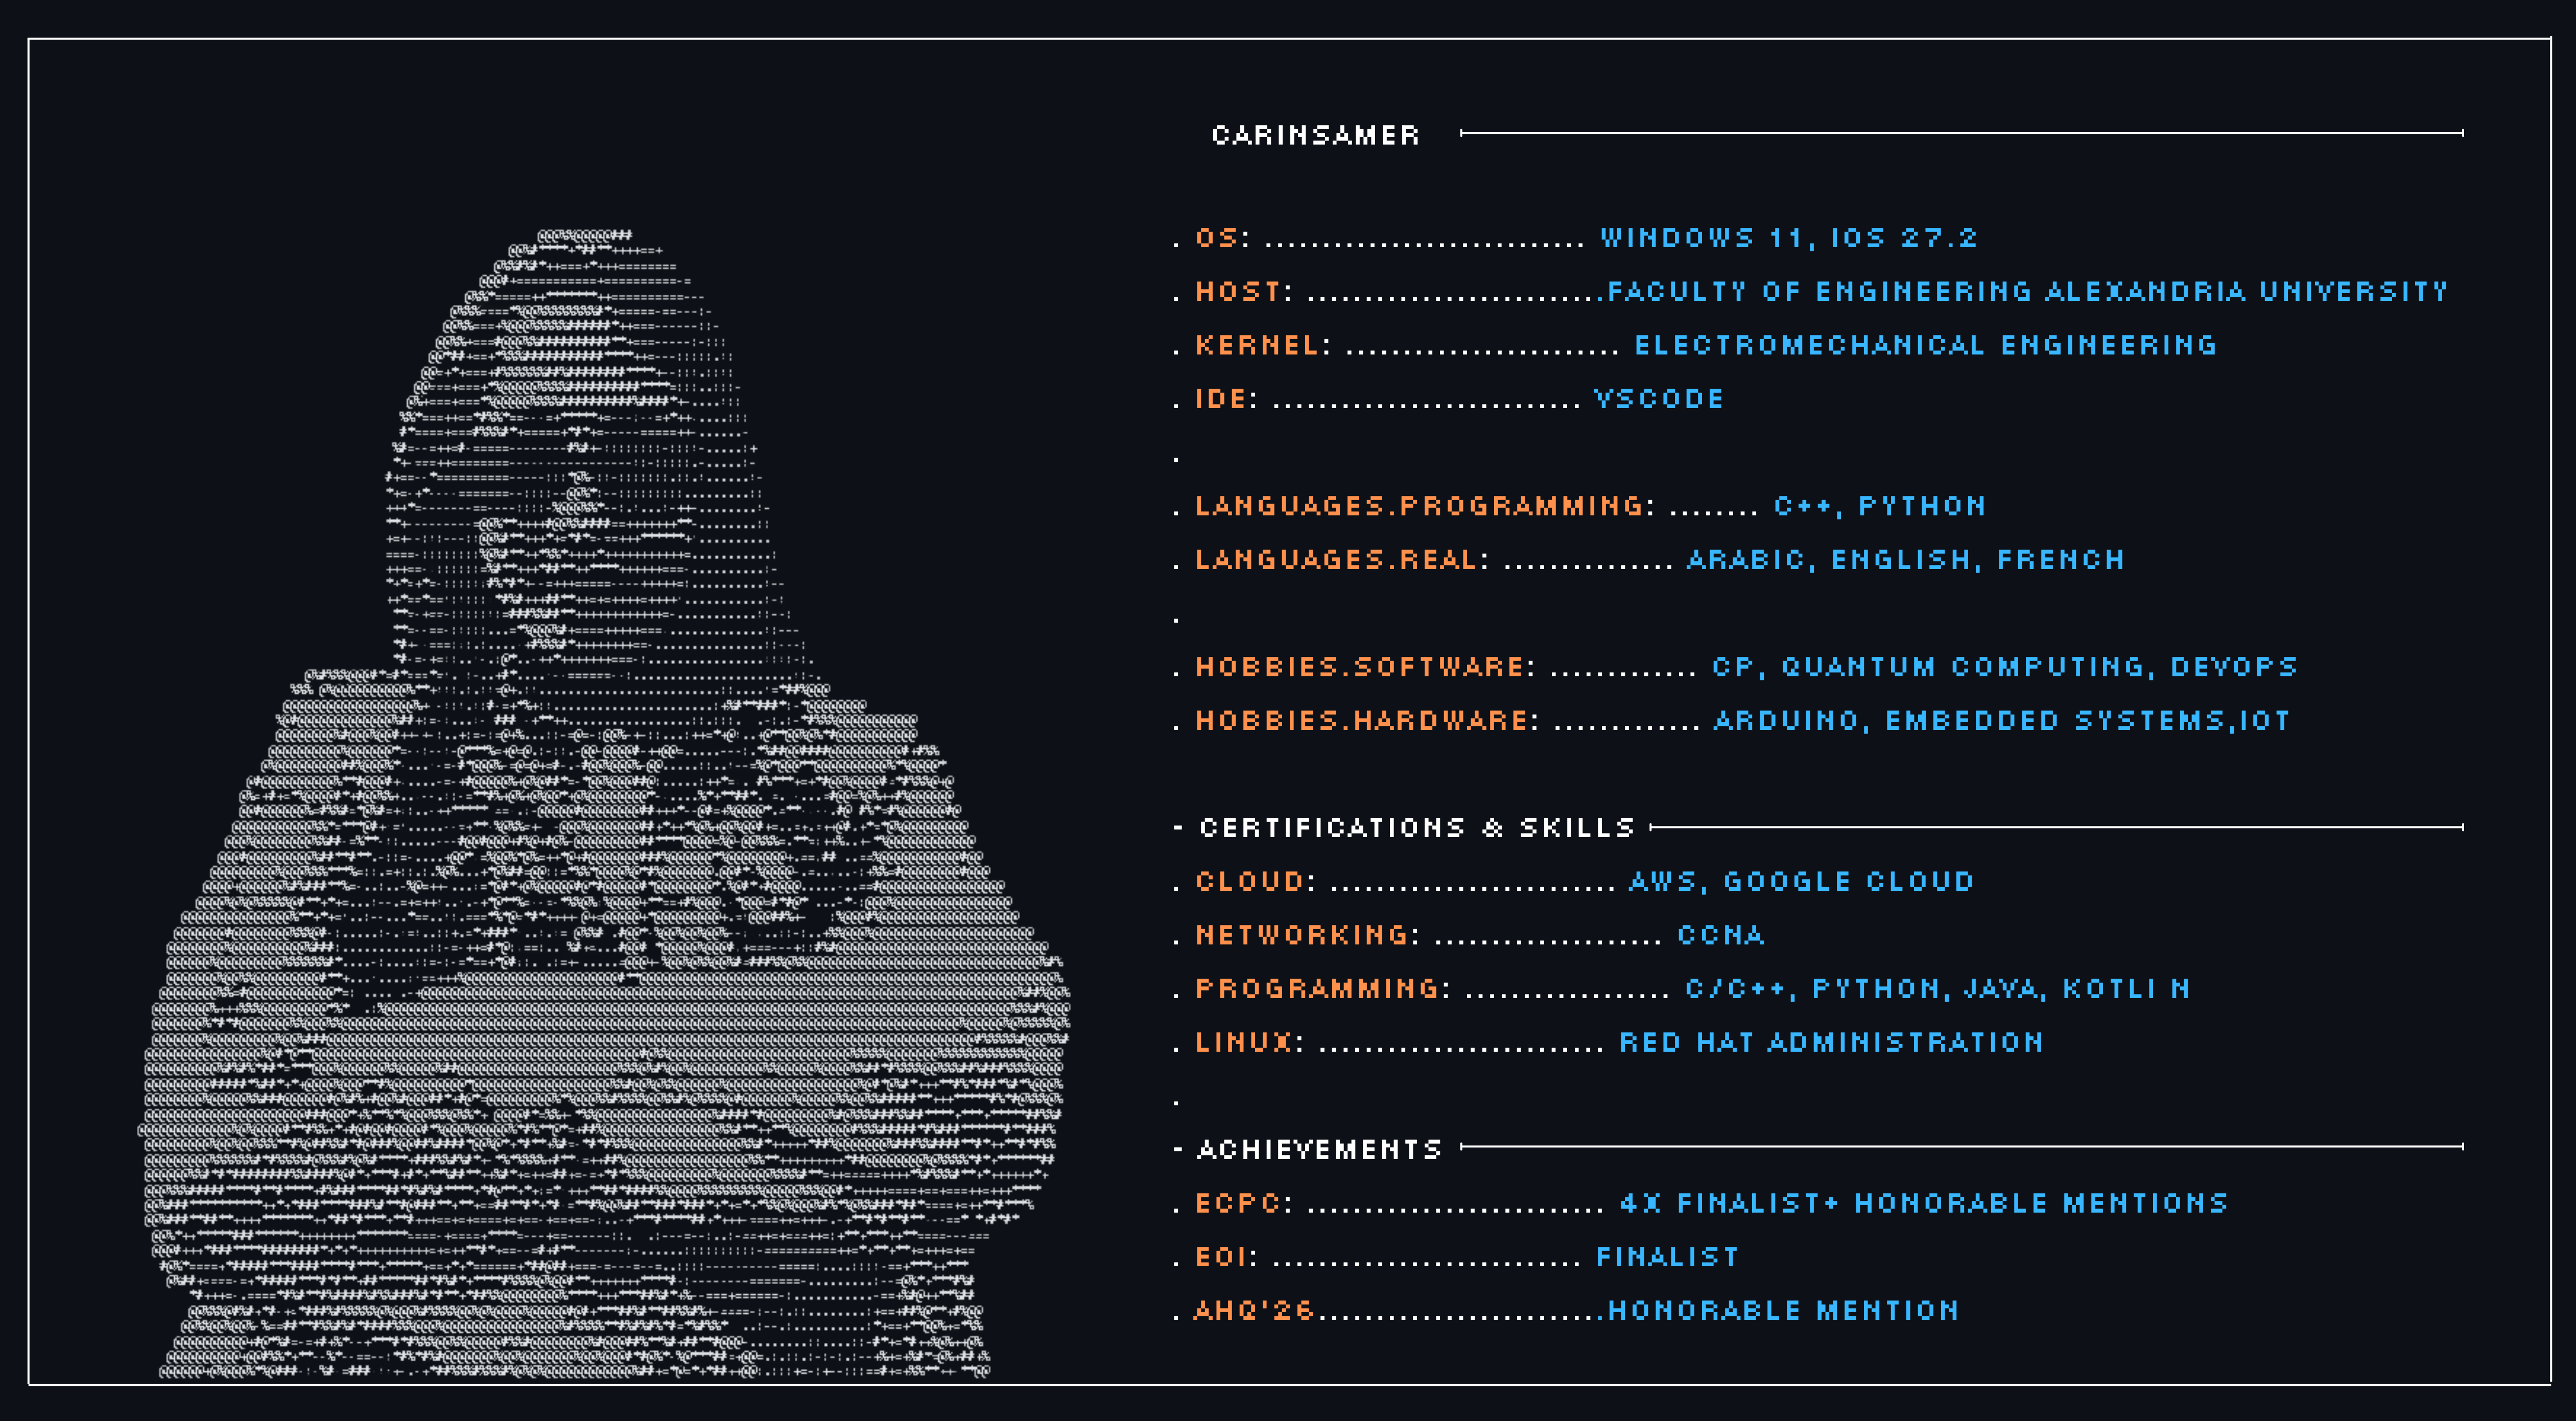 CARINSAMER
. OS: ............................ WINDOWS 11, IOS 27.2
. HOST: ..........................FACULTY OF ENGINEERING ALEXANDRIA UNIVERSITY
. KERNEL: ........................ ELECTROMECHANICAL ENGINEERING
. IDE: ........................... VSCODE
.
. LANGUAGES.PROGRAMMING: ........ C++, PYTHON
. LANGUAGES.REAL: ............... ARABIC, ENGLISH, FRENCH
.
. HOBBIES.SOFTWARE: ............. CP, QUANTUM COMPUTING, DEVOPS
. HOBBIES.HARDWARE: ............. ARDUINO, EMBEDDED SYSTEMS,IOT
- CERTIFICATIONS & SKILLS
. CLOUD: ......................... AWS, GOOGLE CLOUD
. NETWORKING: .................... CCNA
. PROGRAMMING: .................. C/C++, PYTHON, JAVA, KOTLI N
. LINUX: ......................... RED HAT ADMINISTRATION
.
- ACHIEVEMENTS
. ECPC: .......................... 4X FINALIST+ HONORABLE MENTIONS
. EOI: ........................... FINALIST
. AHQ'26.........................HONORABLE MENTION